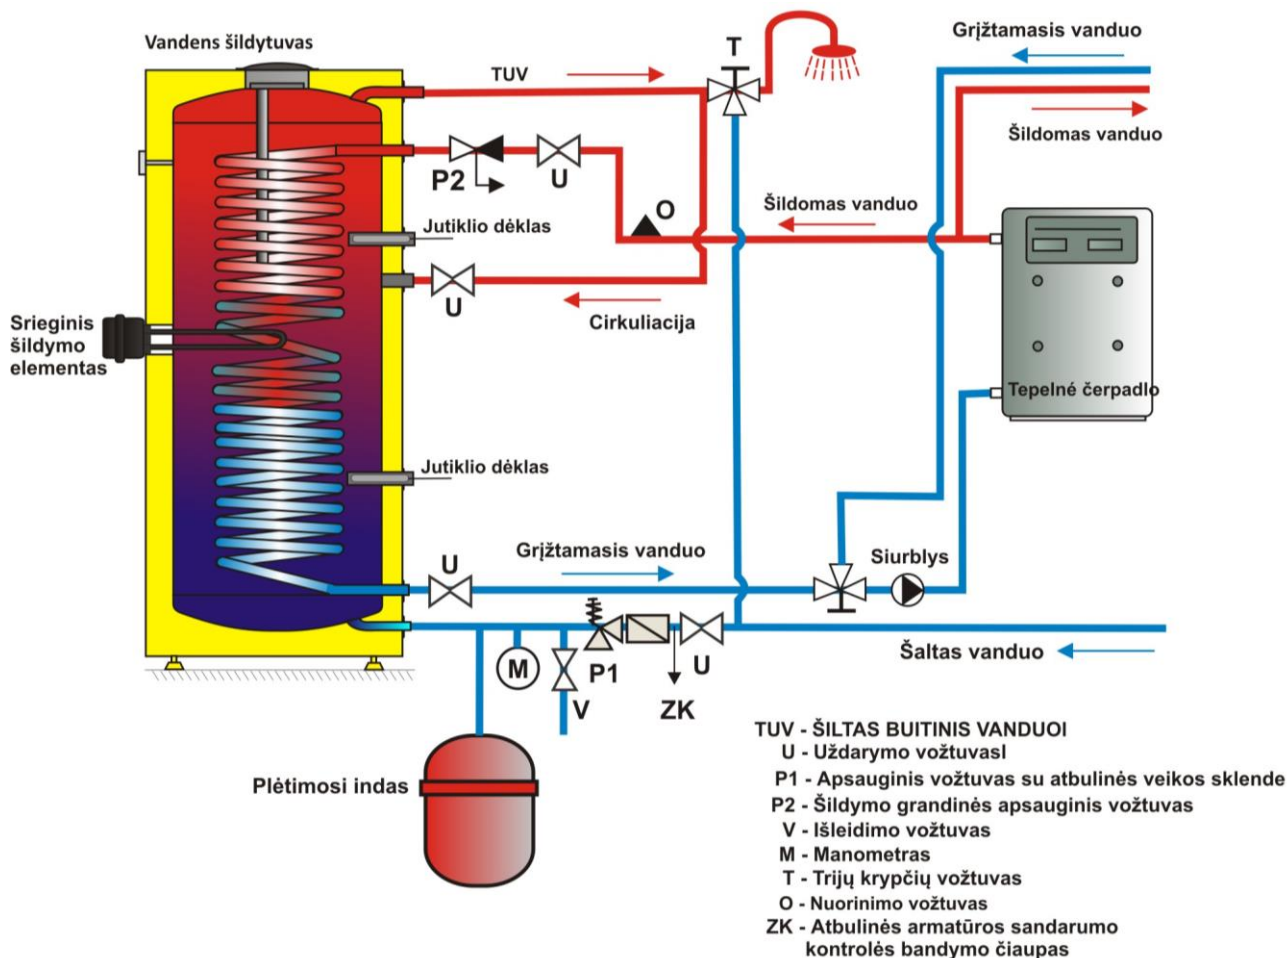 Vandens šildytuvas
TUV
T
Grįžtamasis vanduo
Šildomas vanduo
P2
U
O
Šildomas vanduo
Jutiklio dėklas
U
Cirkuliacija
Srieginis
šildymo
elementas
Tepelné čerpadlo
Jutiklio dėklas
U
Grįžtamasis vanduo
Siurblys
M
V
P1
ZK
U
Šaltas vanduo
Plėtimosi indas
TUV - ŠILTAS BUITINIS VANDUOI
U - Uždarymo vožtuvasI
P1 - Apsauginis vožtuvas su atbulinės veikos sklende
P2 - Šildymo grandinės apsauginis vožtuvas
V - Išleidimo vožtuvas
M - Manometras
T - Trijų krypčių vožtuvas
O - Nuorinimo vožtuvas
ZK - Atbulinės armatūros sandarumo
kontrolės bandymo čiaupas